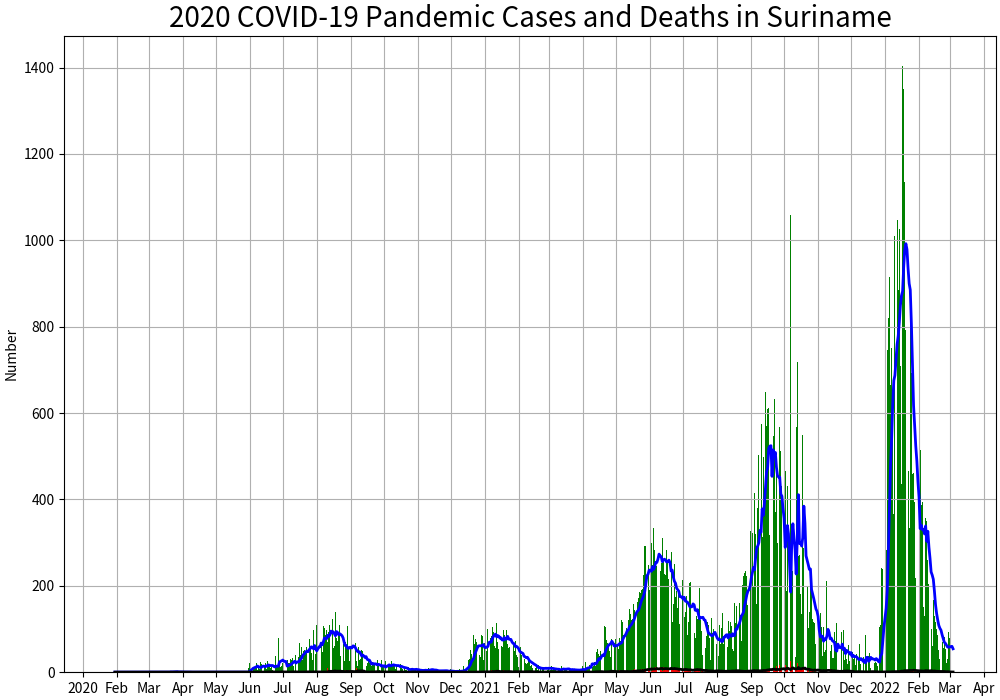 2020 COVID-19 Pandemic Cases and Deaths in Suriname
1400
1200
1000
800
600
400
200
0
Number
2020 Feb Mar Apr May Jun Jul Aug Sep Oct Nov Dec 2021 Feb Mar Apr May Jun Jul Aug Sep Oct Nov Dec 2022 Feb Mar Apr